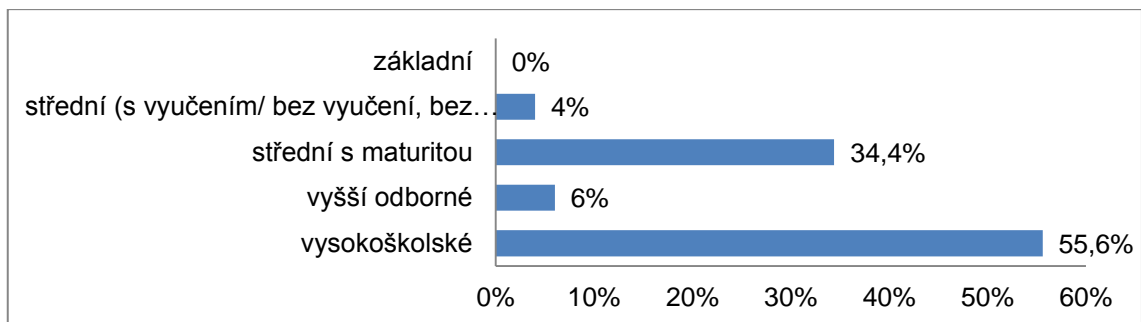 základní 0%
střední (s vyučením/ bez vyučení, bez… 4%
střední s maturitou 34,4%
vyšší odborné 6%
vysokoškolské 55,6%
0% 10% 20% 30% 40% 50% 60%